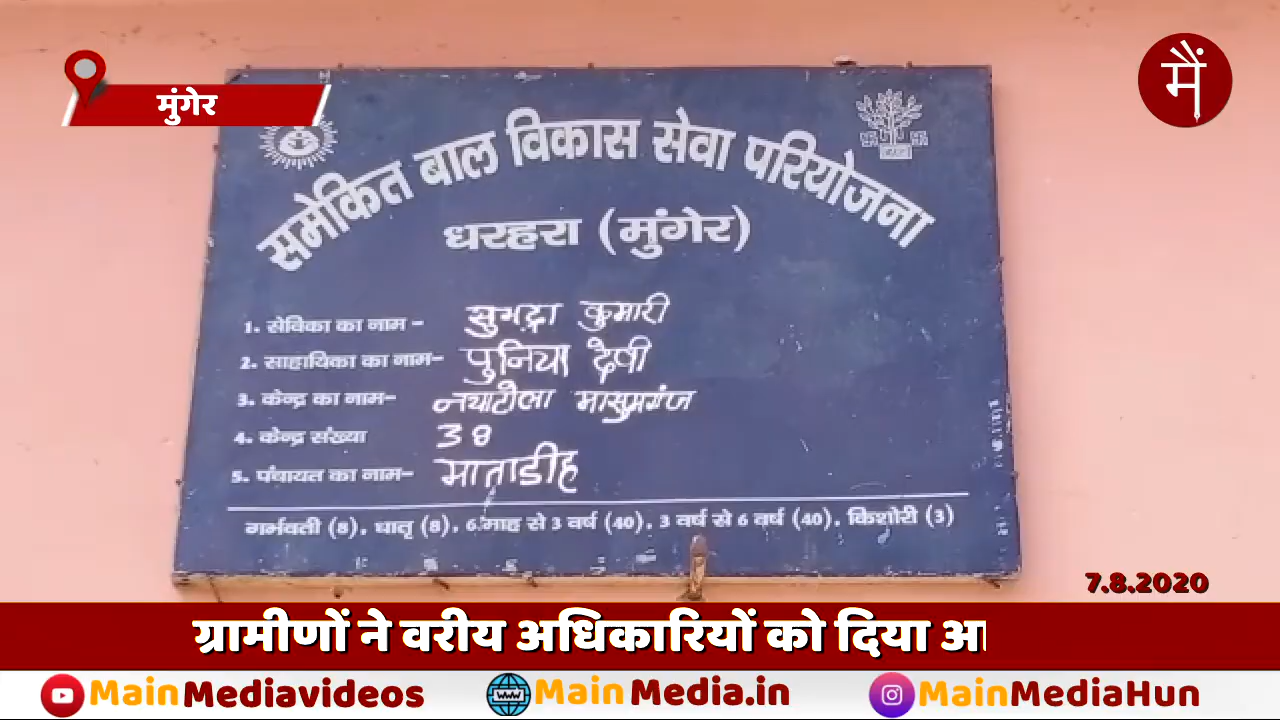 मुंगेर
मैं
समेकित बाल विकास सेवा परियोजना
धरहरा (मुंगेर)
1. सेविका का नाम – सुभद्रा कुमारी
2. साहायिका का नाम– पुनिया देवी
3. केन्द्र का नाम– नयाटोला मासुमगंज
4. केन्द्र संख्या 38
5. पंचायत का नाम– माताडीह
गर्भवती (8). धातृ (8). 6 माह से 3 वर्ष (40). 3 वर्ष से 6 वर्ष (40). किशोरी (3)
7.8.2020
ग्रामीणों ने वरीय अधिकारियों को दिया
MainMediavideos MainMedia.in MainMediaHun